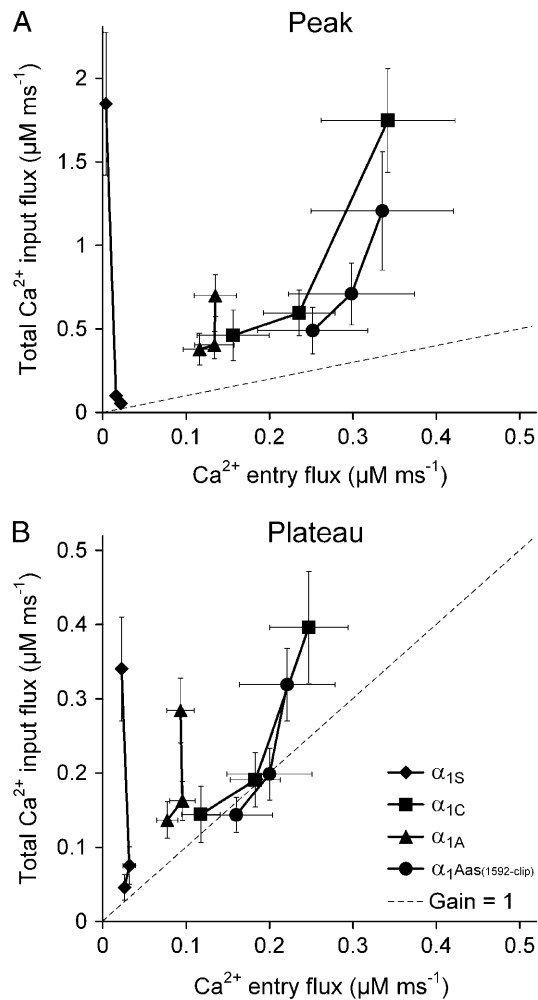 A
Peak
Total Ca²⁺ input flux (µM ms⁻¹)
2
1.5
1
0.5
0
0
0.1
0.2
0.3
0.4
0.5
Ca²⁺ entry flux (µM ms⁻¹)
B
Plateau
Total Ca²⁺ input flux (µM ms⁻¹)
0.5
0.4
0.3
0.2
0.1
0
0
0.1
0.2
0.3
0.4
0.5
α1S
α1C
α1A
α1Aas(1592-clip)
Gain = 1
Ca²⁺ entry flux (µM ms⁻¹)